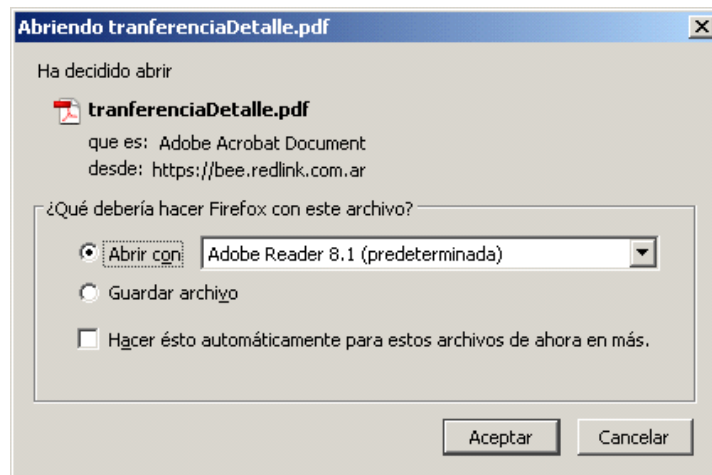 Abriendo tranferenciaDetalle.pdf
Ha decidido abrir
tranferenciaDetalle.pdf
que es: Adobe Acrobat Document
desde: https://bee.redlink.com.ar
¿Qué debería hacer Firefox con este archivo?
Abrir con Adobe Reader 8.1 (predeterminada)
Guardar archivo
Hacer ésto automáticamente para estos archivos de ahora en más.
Aceptar Cancelar